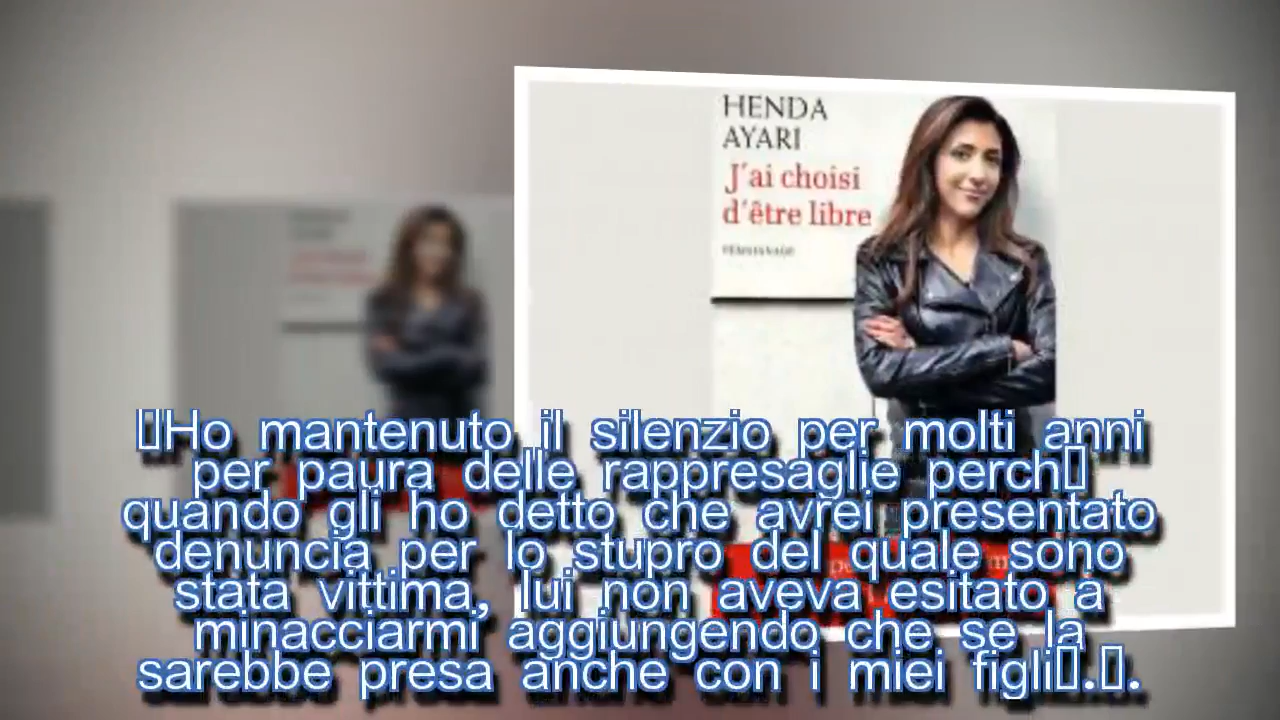 HENDA
AYARI
J'ai choisi
d'être libre
TÉMOIGNAGE
▯Ho mantenuto il silenzio per molti anni
per paura delle rappresaglie perch▯
quando gli ho detto che avrei presentato
denuncia per lo stupro del quale sono
stata vittima, lui non aveva esitato a
minacciarmi aggiungendo che se la
sarebbe presa anche con i miei figli▯.▯.